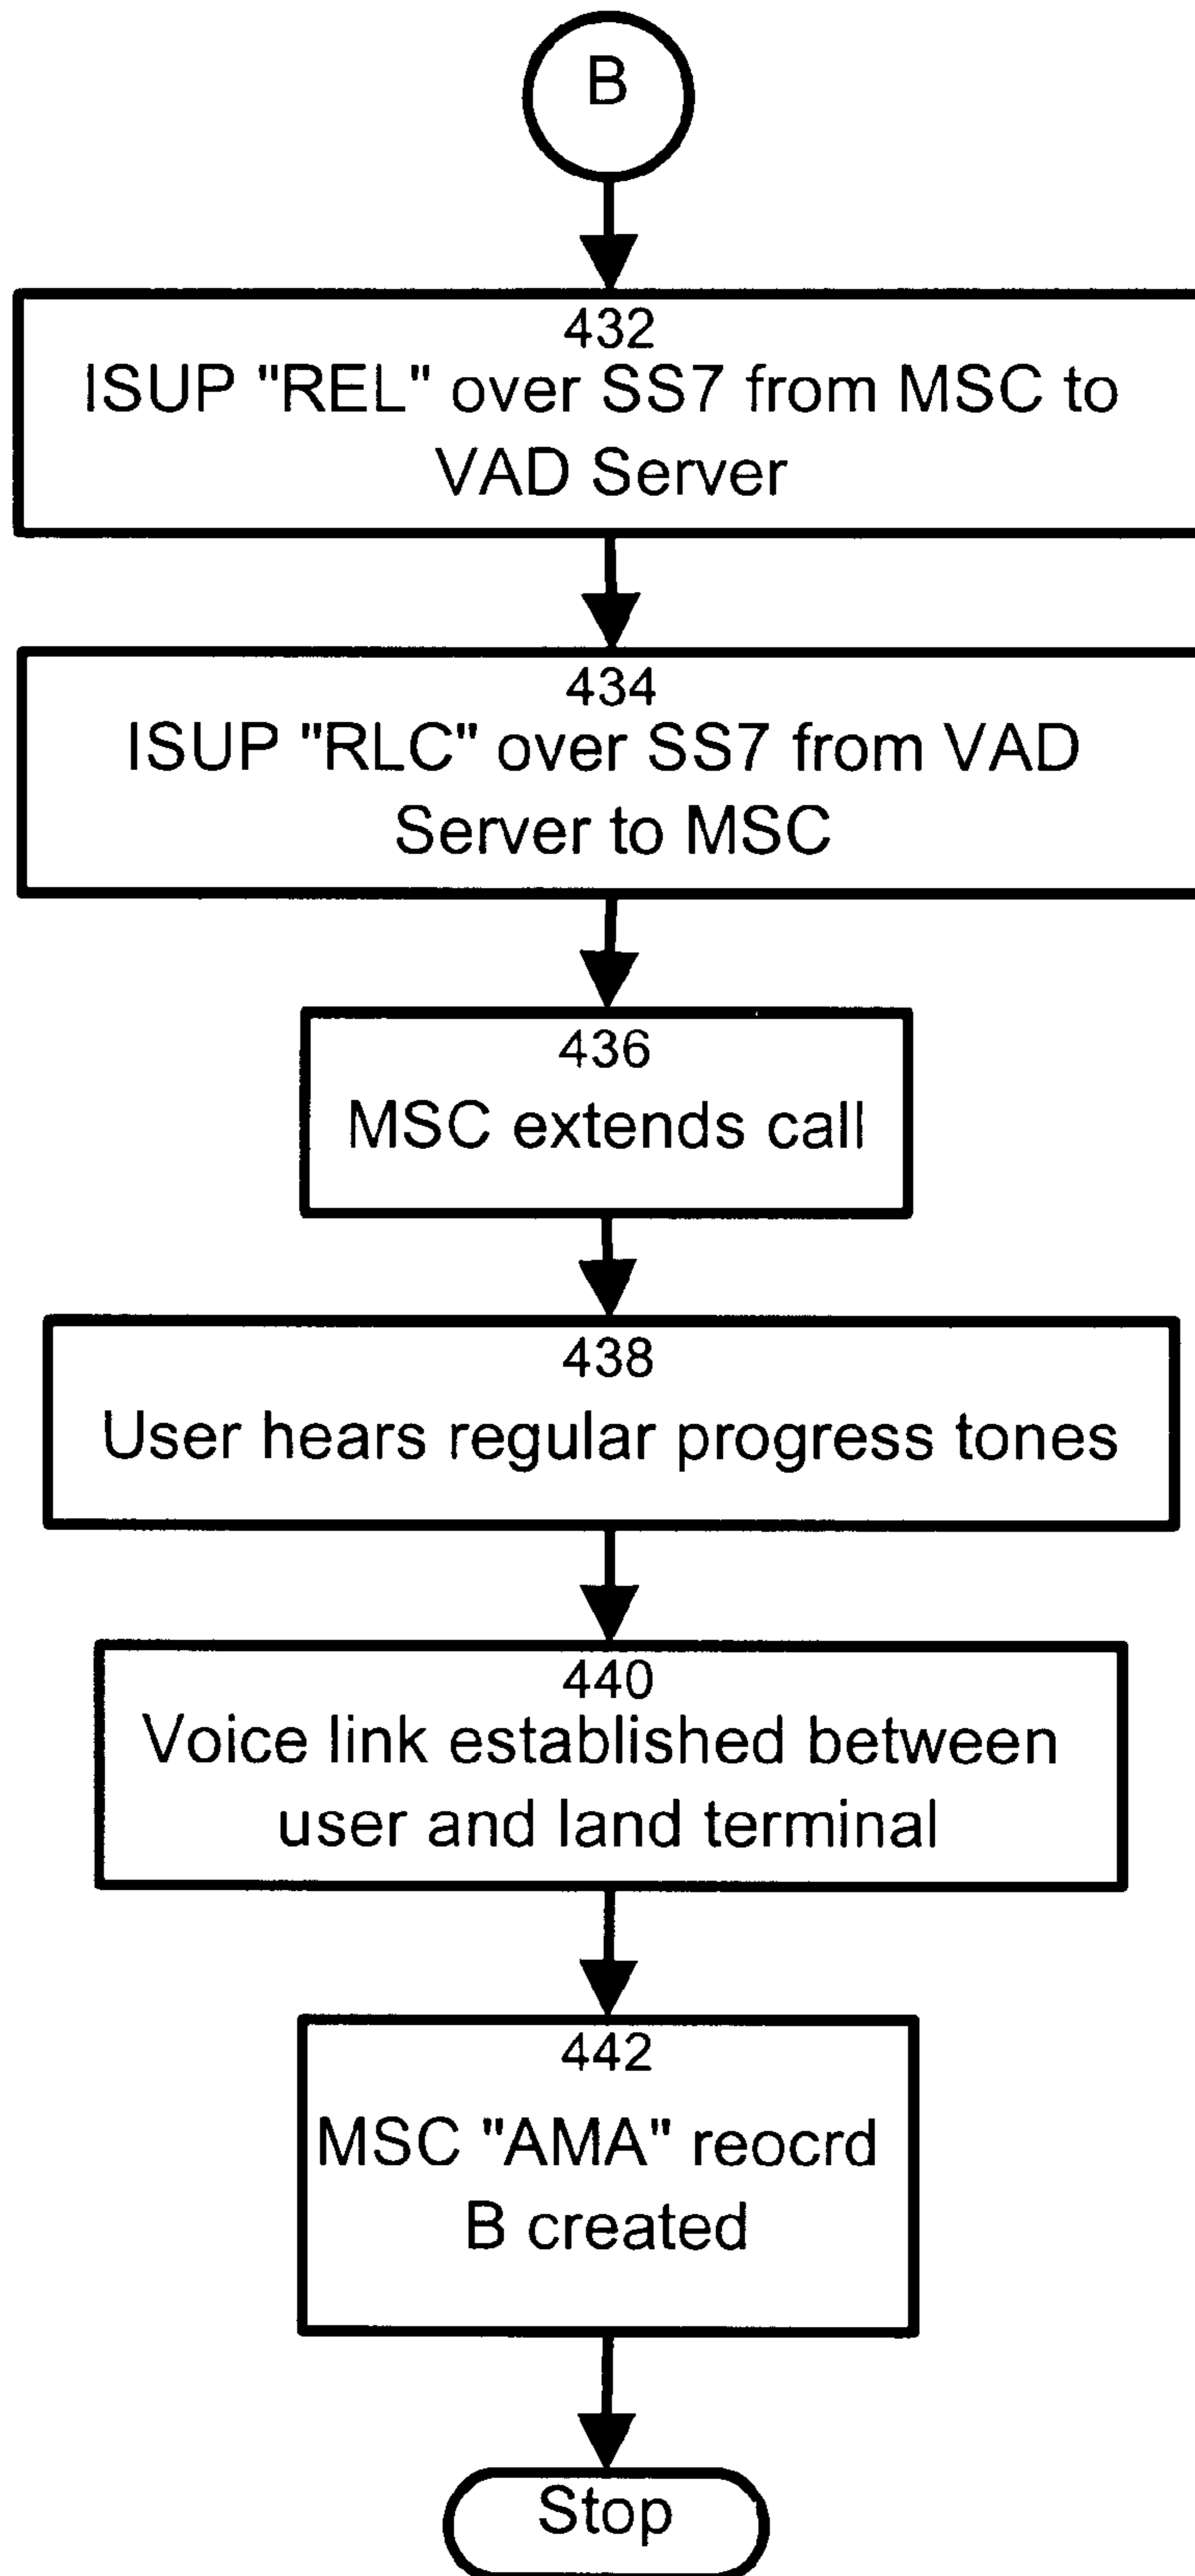 B
432
ISUP "REL" over SS7 from MSC to
VAD Server
434
ISUP "RLC" over SS7 from VAD
Server to MSC
436
MSC extends call
438
User hears regular progress tones
440
Voice link established between
user and land terminal
442
MSC "AMA" reocrd
B created
Stop